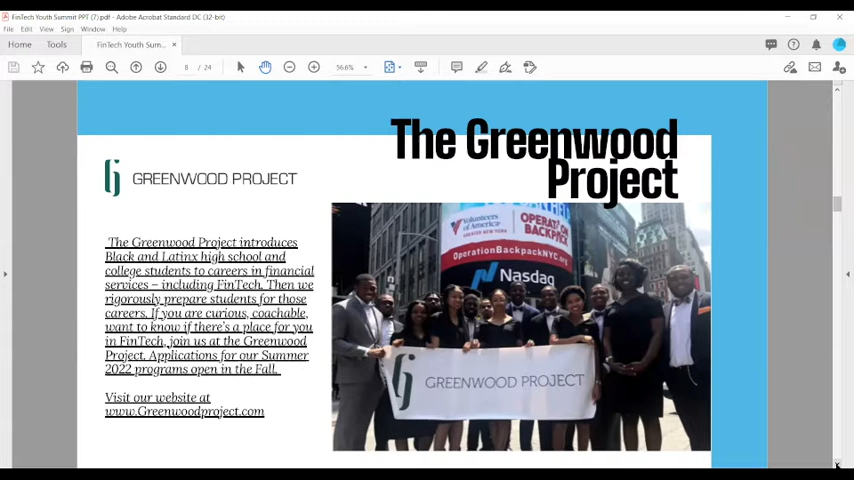 FinTech Youth Summit PPT (7).pdf - Adobe Acrobat Standard DC (32-bit)
File Edit View Sign Window Help
Home Tools FinTech Youth Sum... ×
8 / 24 56.6%
The Greenwood
Project
GREENWOOD PROJECT
The Greenwood Project introduces
Black and Latinx high school and
college students to careers in financial
services – including FinTech. Then we
rigorously prepare students for those
careers. If you are curious, coachable,
want to know if there's a place for you
in FinTech, join us at the Greenwood
Project. Applications for our Summer
2022 programs open in the Fall.
Visit our website at
www.Greenwoodproject.com
Volunteers
of America
GREATER NEW YORK
OPERATION
BACKPACK
OperationBackpackNYC.org
Nasdaq
GREENWOOD PROJECT